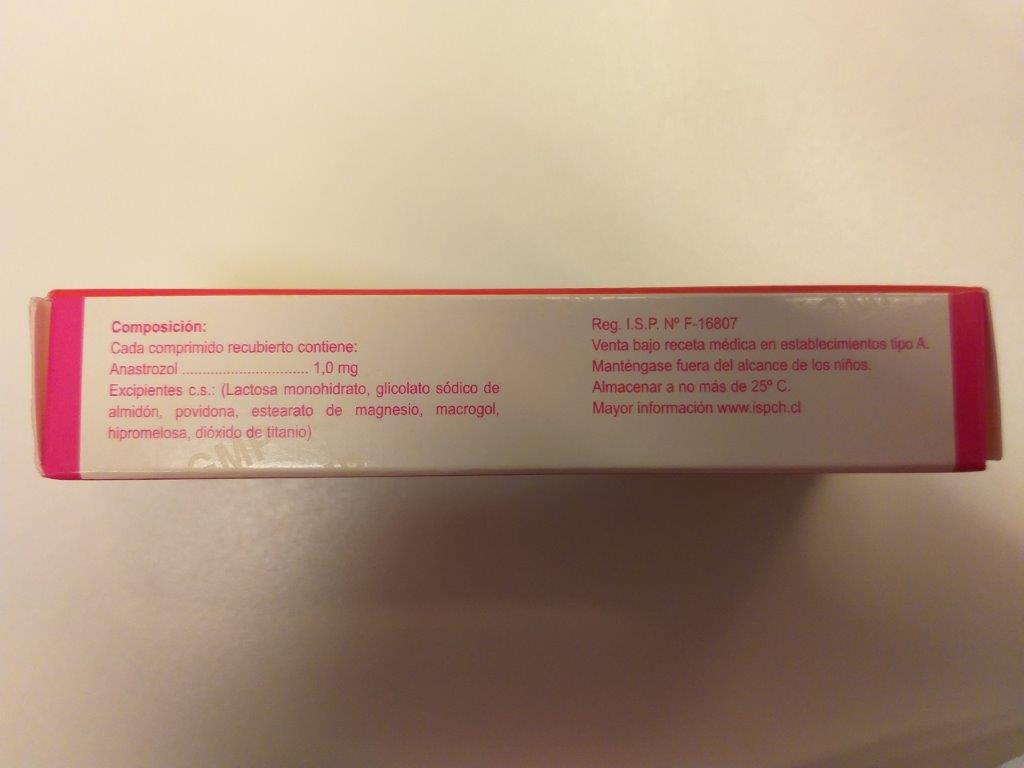 Composición:
Cada comprimido recubierto contiene:
Anastrozol ............................... 1,0 mg
Excipientes c.s.: (Lactosa monohidrato, glicolato sódico de
almidón, povidona, estearato de magnesio, macrogol,
hipromelosa, dióxido de titanio)
GMP
Reg. I.S.P. Nº F-16807
Venta bajo receta médica en establecimientos tipo A.
Manténgase fuera del alcance de los niños.
Almacenar a no más de 25º C.
Mayor información www.ispch.cl